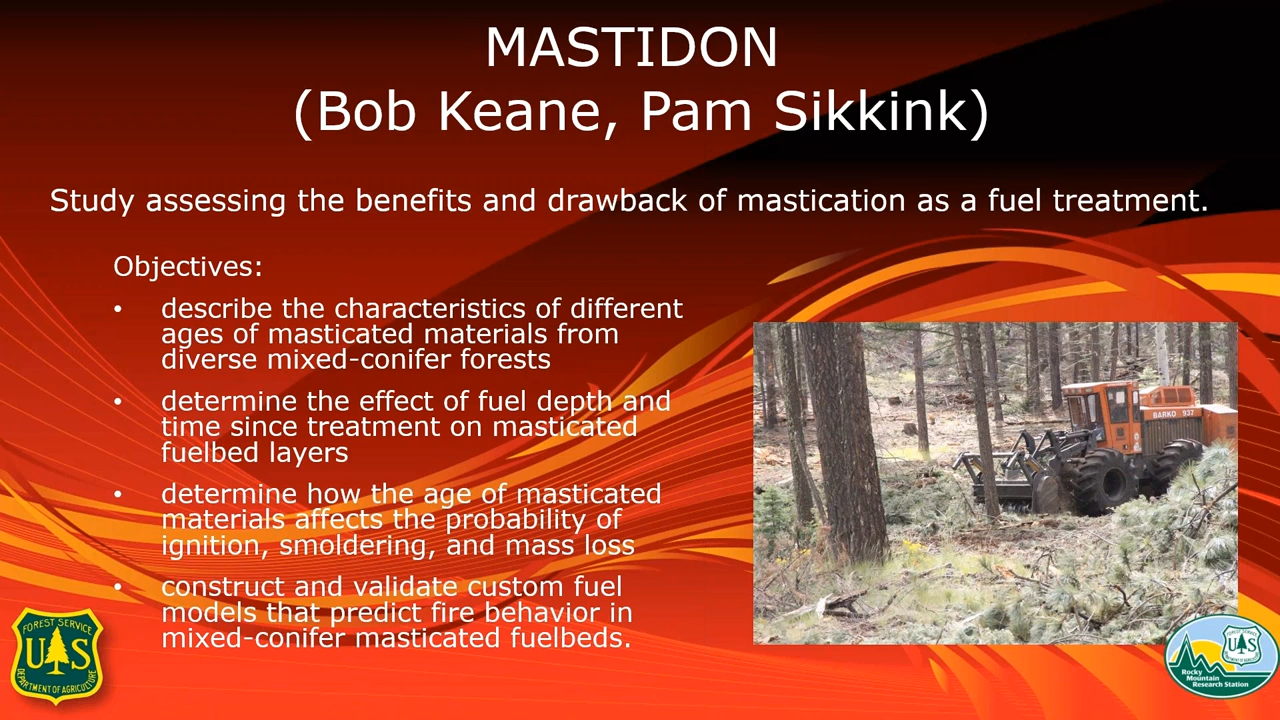 MASTIDON
(Bob Keane, Pam Sikkink)
Study assessing the benefits and drawback of mastication as a fuel treatment.
Objectives:
• describe the characteristics of different
ages of masticated materials from
diverse mixed-conifer forests
• determine the effect of fuel depth and
time since treatment on masticated
fuelbed layers
• determine how the age of masticated
materials affects the probability of
ignition, smoldering, and mass loss
• construct and validate custom fuel
models that predict fire behavior in
mixed-conifer masticated fuelbeds.
BARKO 937
FOREST SERVICE
U S
DEPARTMENT OF AGRICULTURE
U S
Rocky
Mountain
Research Station